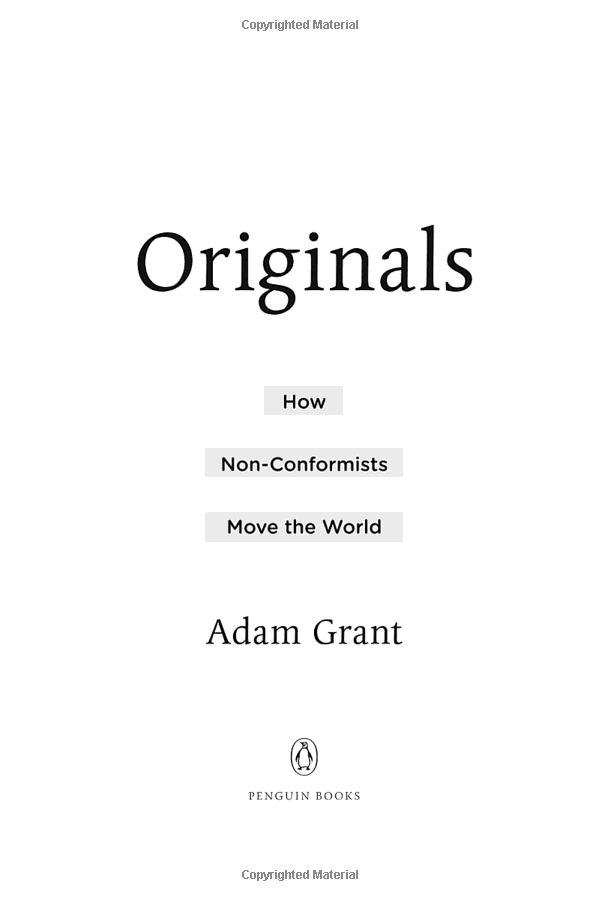 Copyrighted Material
Originals
How
Non-Conformists
Move the World
Adam Grant
PENGUIN BOOKS
Copyrighted Material